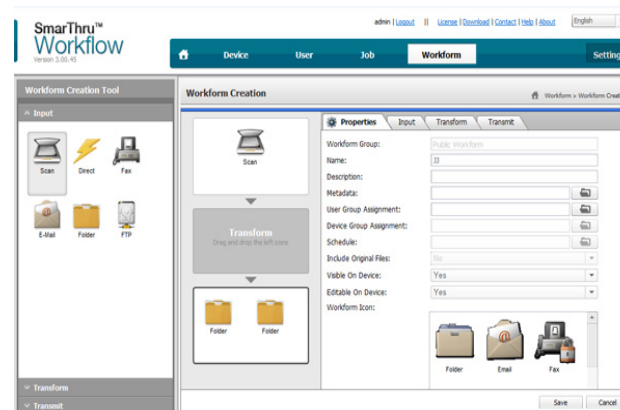 SmarThru™
Workflow
Version 3.00.45
admin | Logout || License | Download | Contact | Help | About English
Device User Job Workform Setting
Workform Creation Tool
Input
Scan Direct Fax
E-Mail Folder FTP
Transform
Transmit
Workform Creation
Workform > Workform Creat
Scan
Transform
Drag and drop the left icons
Folder Folder
Properties Input Transform Transmit
Workform Group: Public Workform
Name: JJ
Description:
Metadata:
User Group Assignment:
Device Group Assignment:
Schedule:
Include Original Files: No
Visible On Device: Yes
Editable On Device: Yes
Workform Icon:
Folder Email Fax
Save Cancel